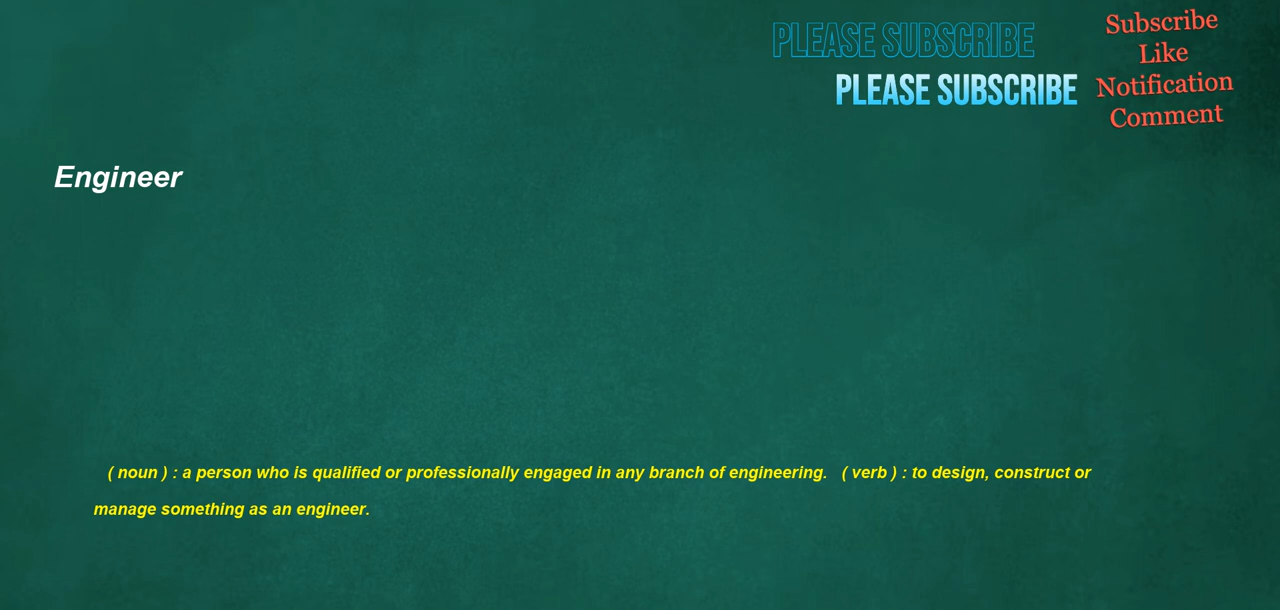 PLEASE SUBSCRIBE
PLEASE SUBSCRIBE
Subscribe
Like
Notification
Comment
Engineer
( noun ) : a person who is qualified or professionally engaged in any branch of engineering. ( verb ) : to design, construct or
manage something as an engineer.